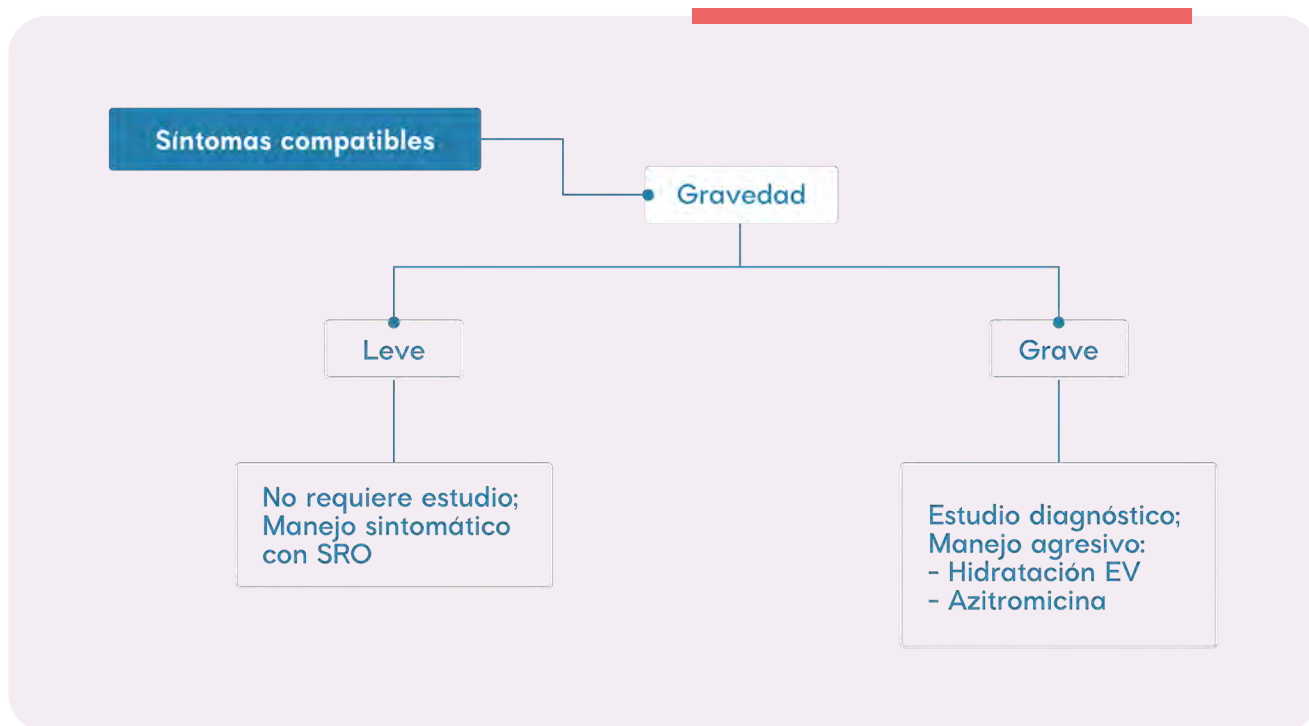 Síntomas compatibles
Gravedad
Leve
Grave
No requiere estudio;
Manejo sintomático
con SRO
Estudio diagnóstico;
Manejo agresivo:
- Hidratación EV
- Azitromicina